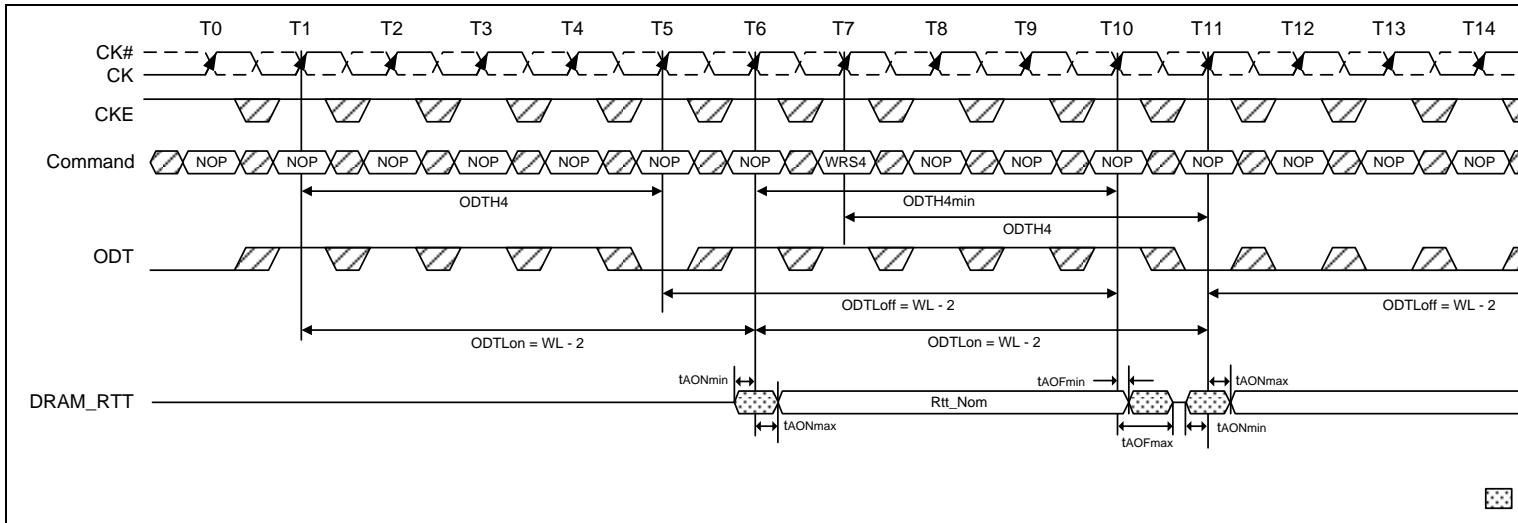 T0 T1 T2 T3 T4 T5 T6 T7 T8 T9 T10 T11 T12 T13 T14
CK#
CK
CKE
Command NOP NOP NOP NOP NOP NOP NOP WRS4 NOP NOP NOP NOP NOP NOP NOP
ODTH4 ODTH4min
ODTH4
ODT
ODTLoff = WL - 2 ODTLoff = WL - 2
ODTLon = WL - 2 ODTLon = WL - 2
tAONmin tAOFmin tAONmax
DRAM_RTT Rtt_Nom
tAONmax tAONmin
tAOFmax